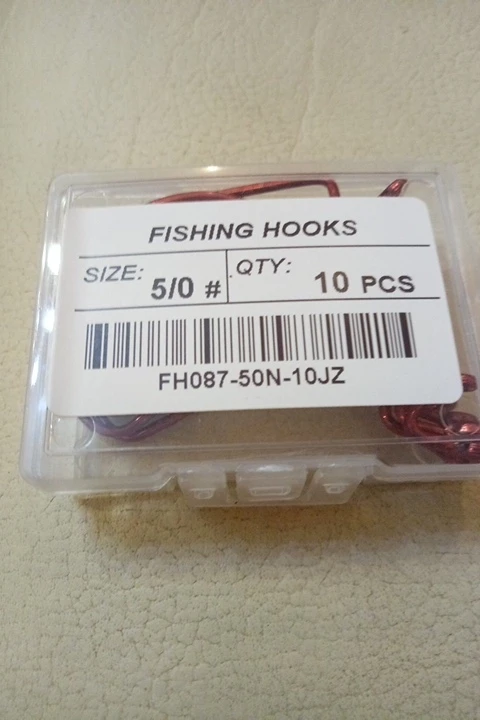 FISHING HOOKS
SIZE: 5/0 # QTY: 10 PCS
FH087-50N-10JZ